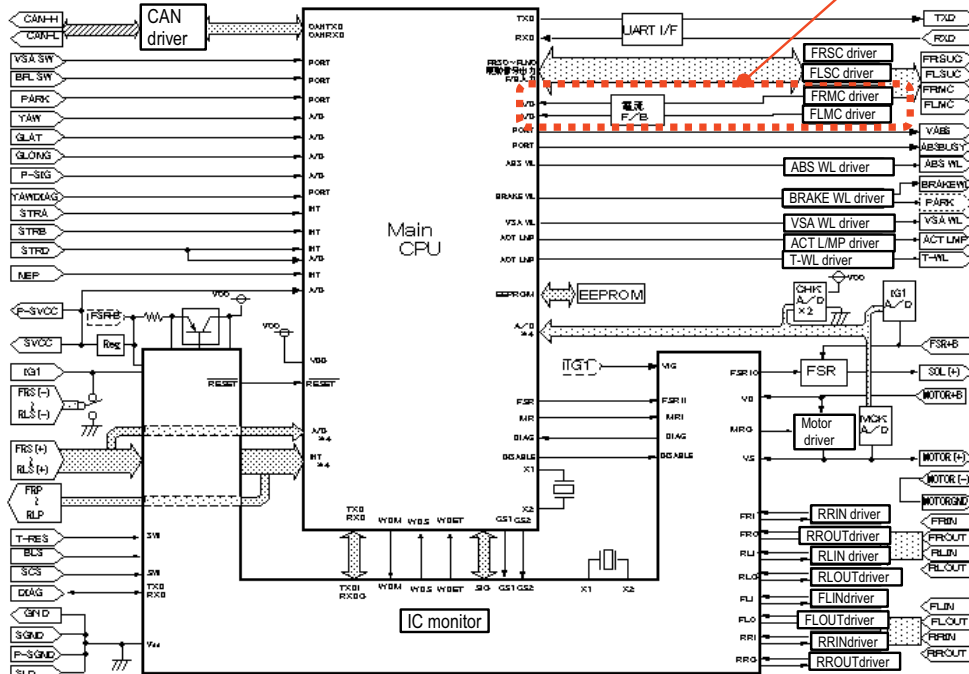 CAN-H
CAN-L
VSA SW
BFL SW
PARK
YAW
GLAT
GLONG
P-SIG
YAWDIAG
STRA
STRB
STRD
NEP
P-SVCC
SVCC
IG1
FRS (-)
RLS (-)
FRS (+)
RLS (+)
FRP
RLP
T-RES
BLS
SCS
DIAG
GND
SGND
P-SGND
CAN
driver
Reg
VDD
VDD
RESET
SWI
SWI
TXD
RXD
Vss
CANTXD
CANRXD
PORT
PORT
PORT
A/D
A/D
A/D
A/D
PORT
INT
INT
INT
A/D
INT
A/D
VDD
RESET
A/D
*4
INT
*4
Main
CPU
TXD
RXD
WDM
WDS
WDET
GS1
GS2
TXD
RXD
PORT
PORT
ABS WL
BRAKE WL
VSA WL
ACT LMP
ACT LMP
EEPROM
A/D
*4
FSR
MR
DIAG
DISABLE
X1
X2
UART I/F
電流
F/B
EEPROM
FRSC driver
FLSC driver
FRMC driver
FLMC driver
ABS WL driver
BRAKE WL driver
VSA WL driver
ACT L/MP driver
T-WL driver
TXD
RXD
FRSUC
FLSUC
FRMC
FLMC
VABS
ABSBUSY
ABS WL
BRAKEWL
PARK
VSA WL
ACT LMP
T-WL
CHK
A/D
×2
VDD
IG1
A/D
FSR+B
SOL (+)
MOTOR+B
MOTOR (+)
MOTOR (-)
MOTORGND
FSR
Motor
driver
MCK
A/D
iTG1
VIG
FSRII
MRI
DIAG
DISABLE
FSRIO
VD
MRG
VS
FRI
FRO
RLI
RLO
FLI
FLO
RRI
RRO
RRIN driver
RROUTdriver
RLIN driver
RLOUTdriver
FLINdriver
FLOUTdriver
RRINdriver
RROUTdriver
FRIN
FROUT
RLIN
RLOUT
FLIN
FLOUT
RRIN
RROUT
WDM
WDS
WDET
SIG
GS1
GS2
X1
X2
IC monitor